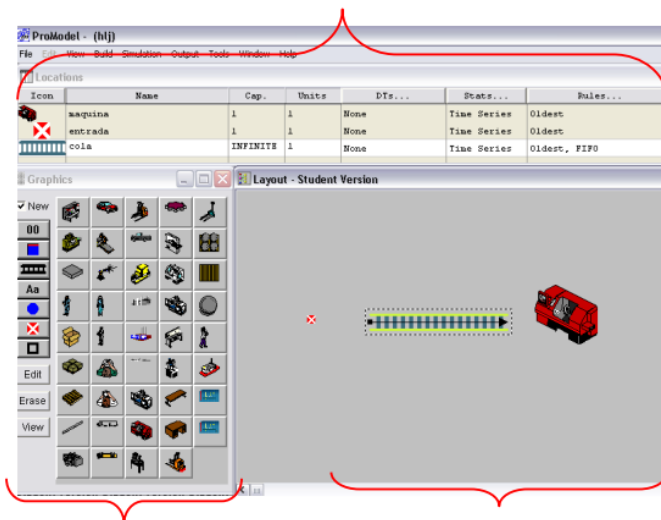 ProModel - (hlj)
File Edit View Build Simulation Output Tools Window Help
Locations
Icon Name Cap. Units DTs... Stats... Rules...
maquina 1 1 None Time Series Oldest
entrada 1 1 None Time Series Oldest
cola INFINITE 1 None Time Series Oldest, FIFO
Graphics
Layout - Student Version
New
00
Aa
Edit
Erase
View